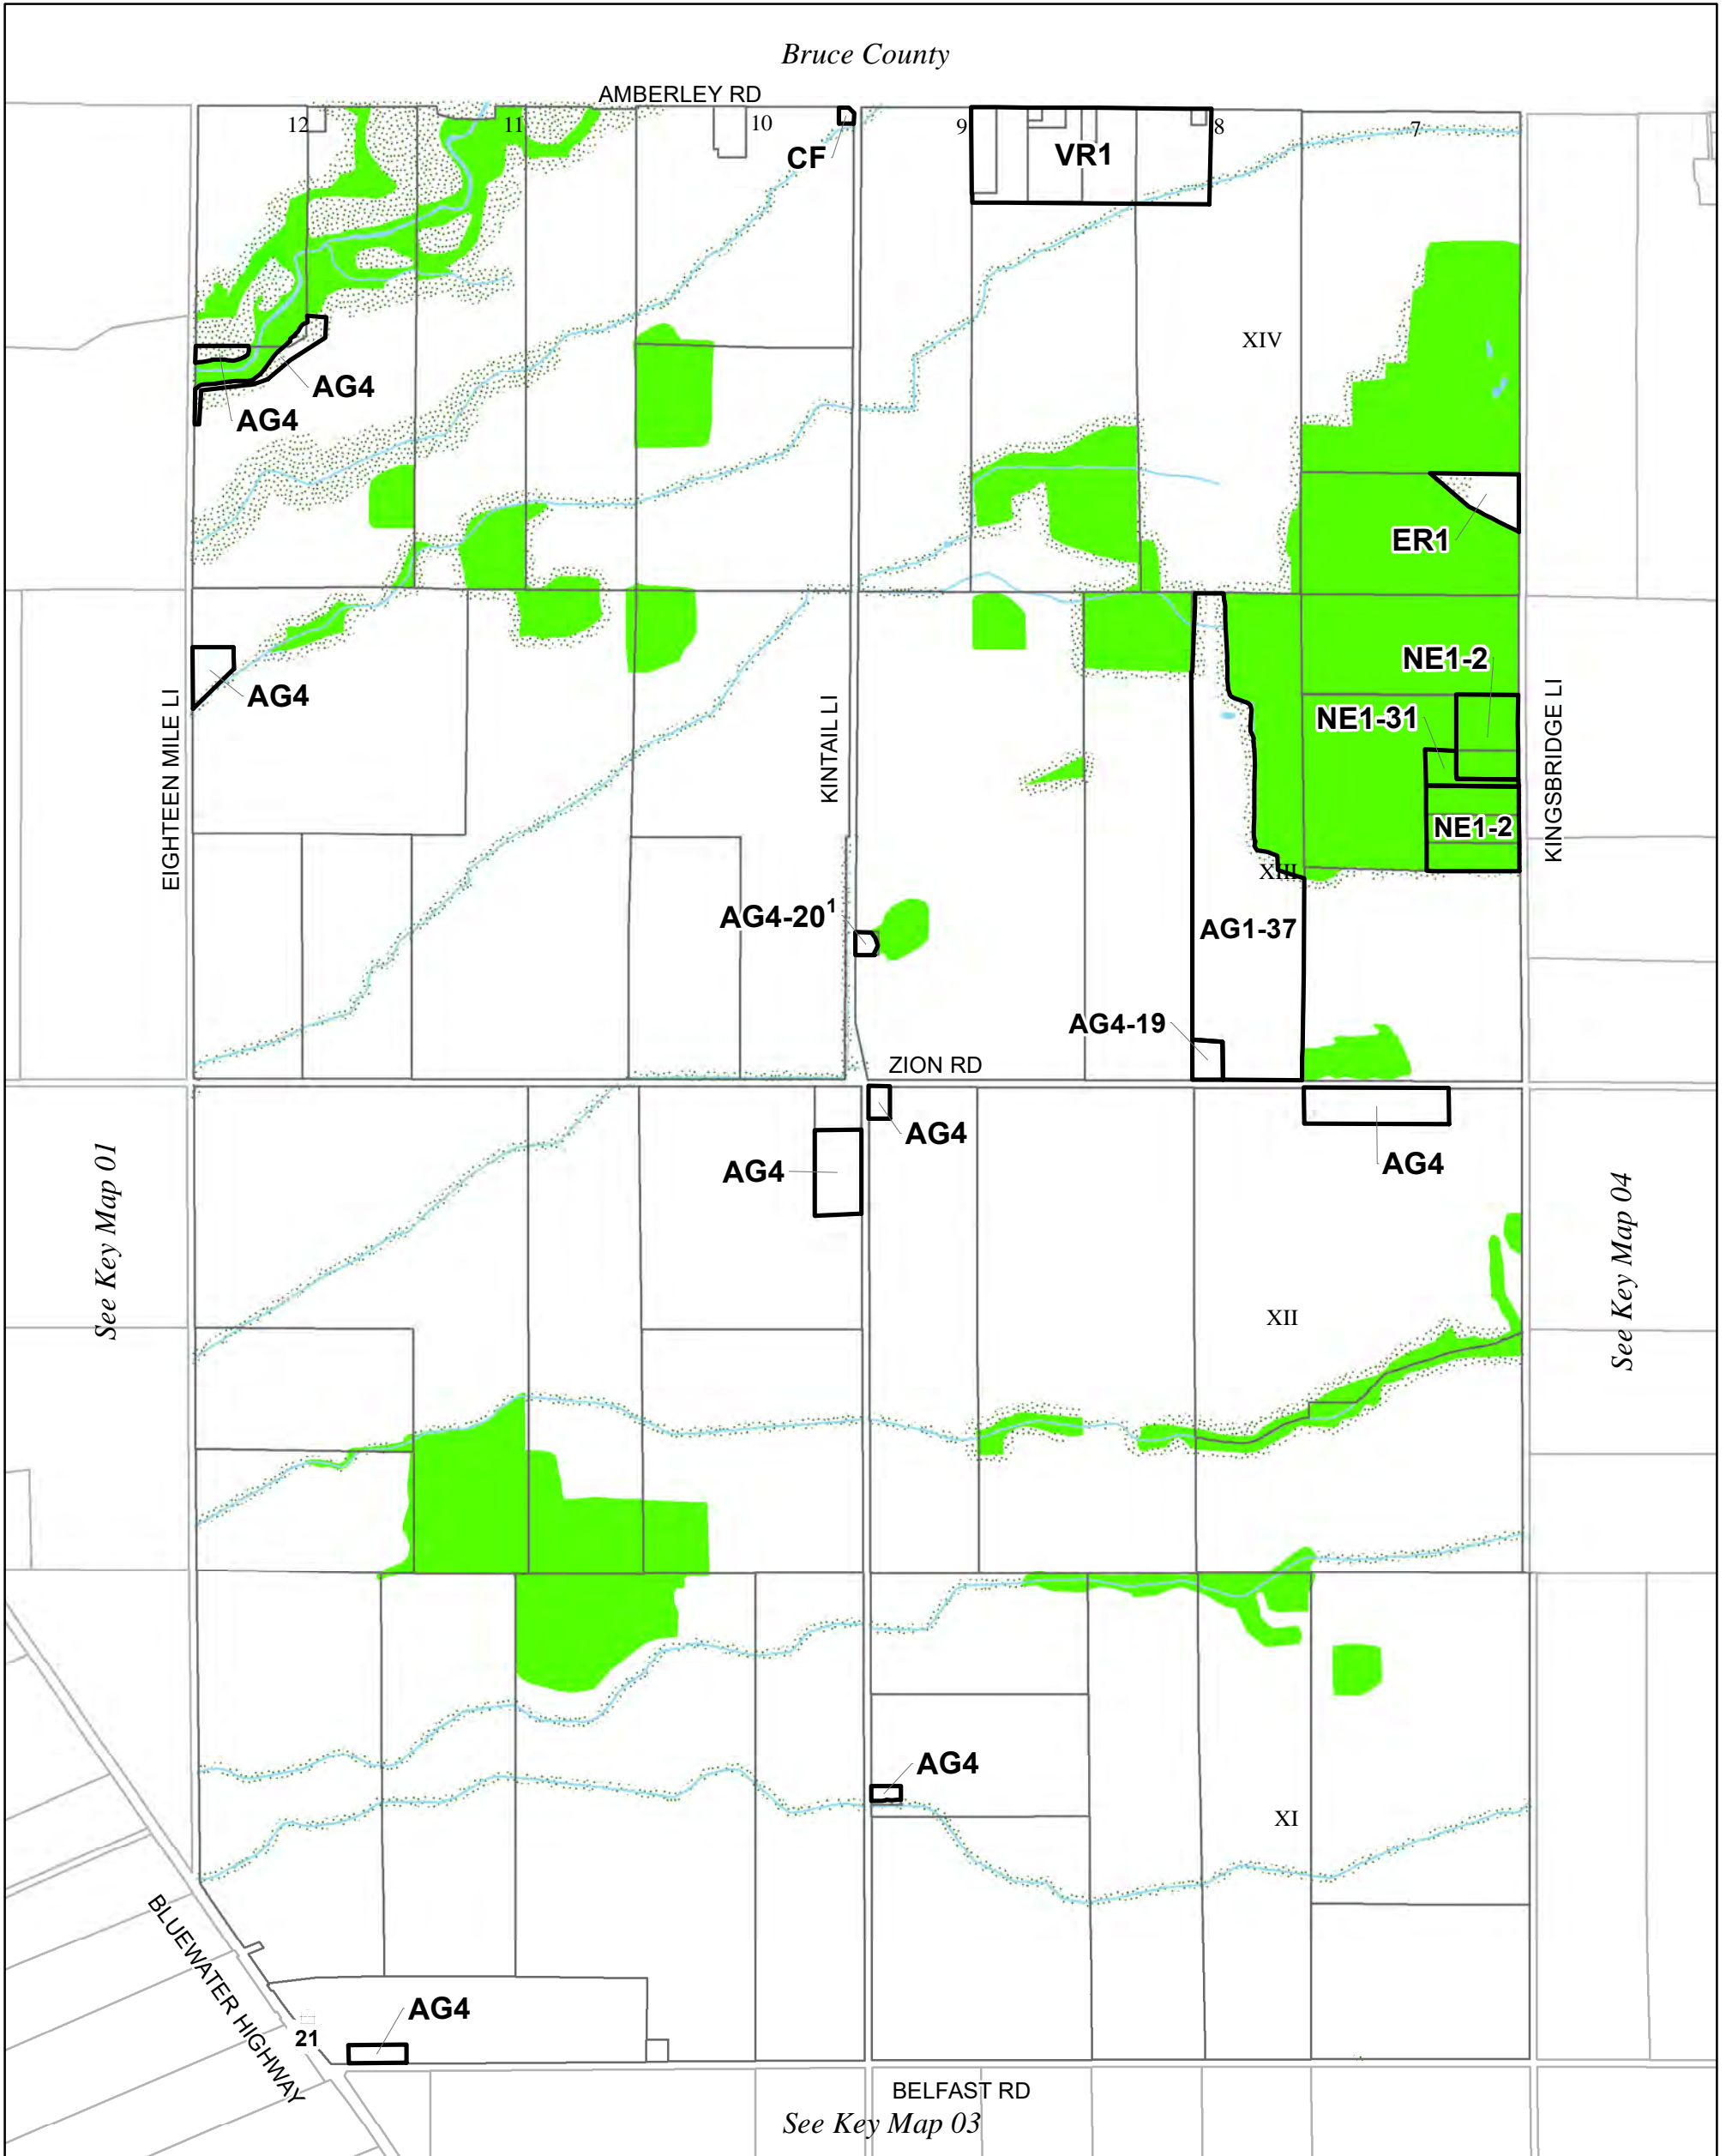 Bruce County
AMBERLEY RD
12
11
10
9
8
7
CF
VR1
XIV
AG4
AG4
ER1
NE1-2
AG4
NE1-31
EIGHTEEN MILE LI
KINTAIL LI
KINGSBRIDGE LI
NE1-2
XIII
AG4-20¹
AG1-37
AG4-19
ZION RD
AG4
AG4
AG4
See Key Map 01
See Key Map 04
XII
AG4
XI
BLUEWATER HIGHWAY
AG4
21
BELFAST RD
See Key Map 03